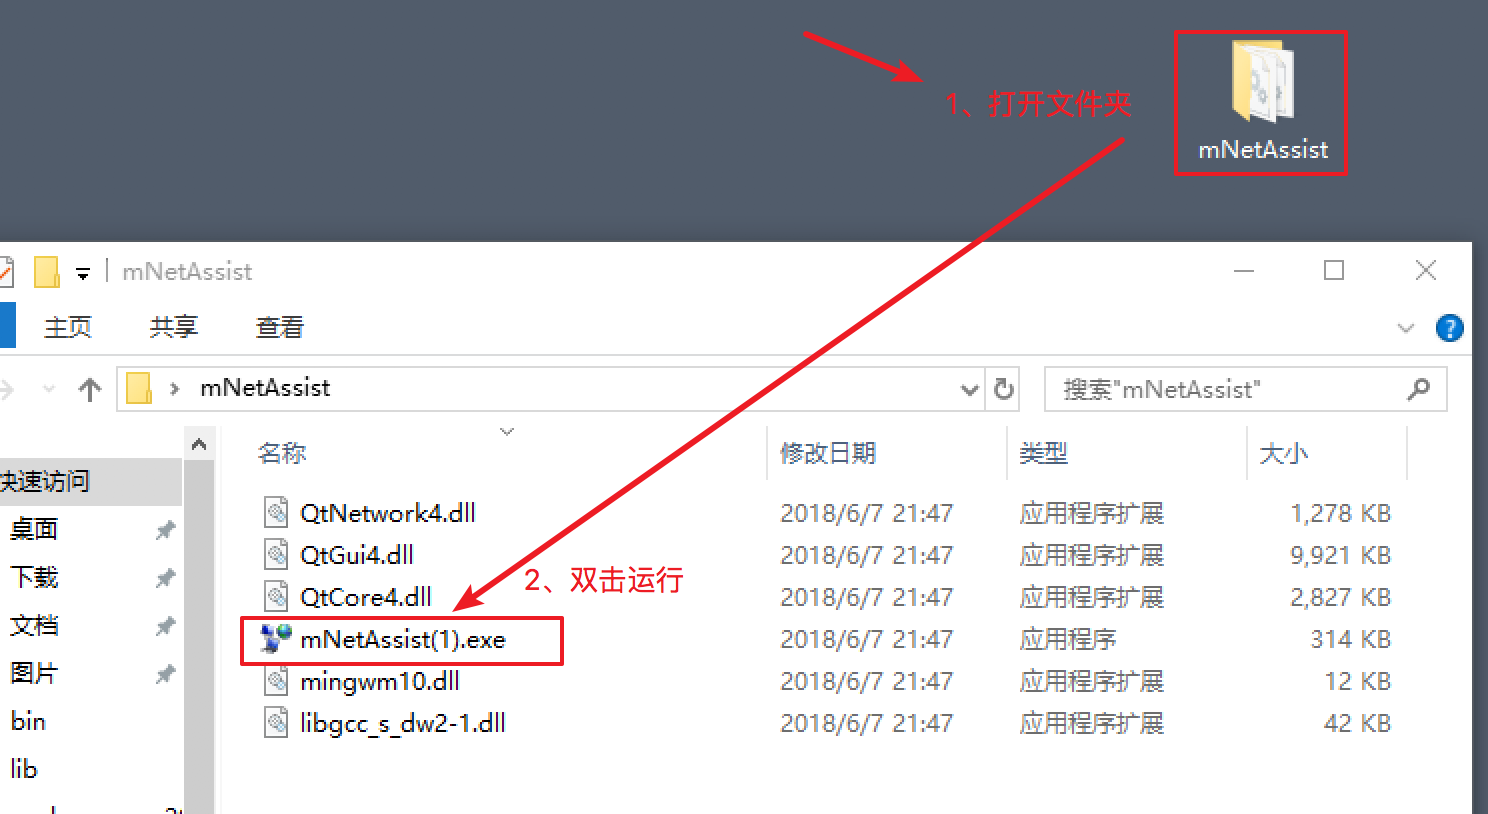 1、打开文件夹
mNetAssist
mNetAssist
主页 共享 查看
mNetAssist 搜索"mNetAssist"
名称 修改日期 类型 大小
快速访问
桌面
下载
文档
图片
bin
lib
QtNetwork4.dll 2018/6/7 21:47 应用程序扩展 1,278 KB
QtGui4.dll 2018/6/7 21:47 应用程序扩展 9,921 KB
2、双击运行
QtCore4.dll 2018/6/7 21:47 应用程序扩展 2,827 KB
mNetAssist(1).exe 2018/6/7 21:47 应用程序 314 KB
mingwm10.dll 2018/6/7 21:47 应用程序扩展 12 KB
libgcc_s_dw2-1.dll 2018/6/7 21:47 应用程序扩展 42 KB